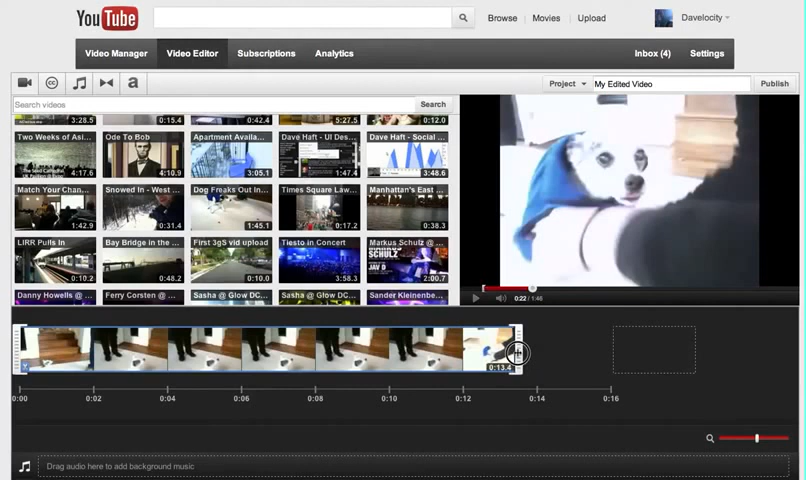 YouTube
Browse Movies Upload Davelocity
Video Manager Video Editor Subscriptions Analytics Inbox (4) Settings
a Project My Edited Video Publish
Search videos Search
3:28.5 0:15.4 0:42.4 5:27.5 0:12.0
Two Weeks of Asi... Ode To Bob Apartment Availa... Dave Haft - UI Des... Dave Haft - Social ...
4:17.6 4:10.9 3:05.1 1:47.4 3:48.6
Match Your Chan... Snowed In - West ... Dog Freaks Out In... Times Square Law... Manhattan's East ...
1:42.9 0:31.4 1:45.1 0:17.2 0:38.3
LIRR Pulls In Bay Bridge in the ... First 3gS vid upload Tiesto in Concert Markus Schulz @ ...
0:10.2 0:48.2 0:10.0 3:58.3 2:00.7
Danny Howells @ ... Ferry Corsten @ ... Sasha @ Glow DC... Sasha @ Glow DC... Sander Kleinenbe...
0:22 / 1:46
0:13.4
0:00 0:02 0:04 0:06 0:08 0:10 0:12 0:14 0:16
Drag audio here to add background music